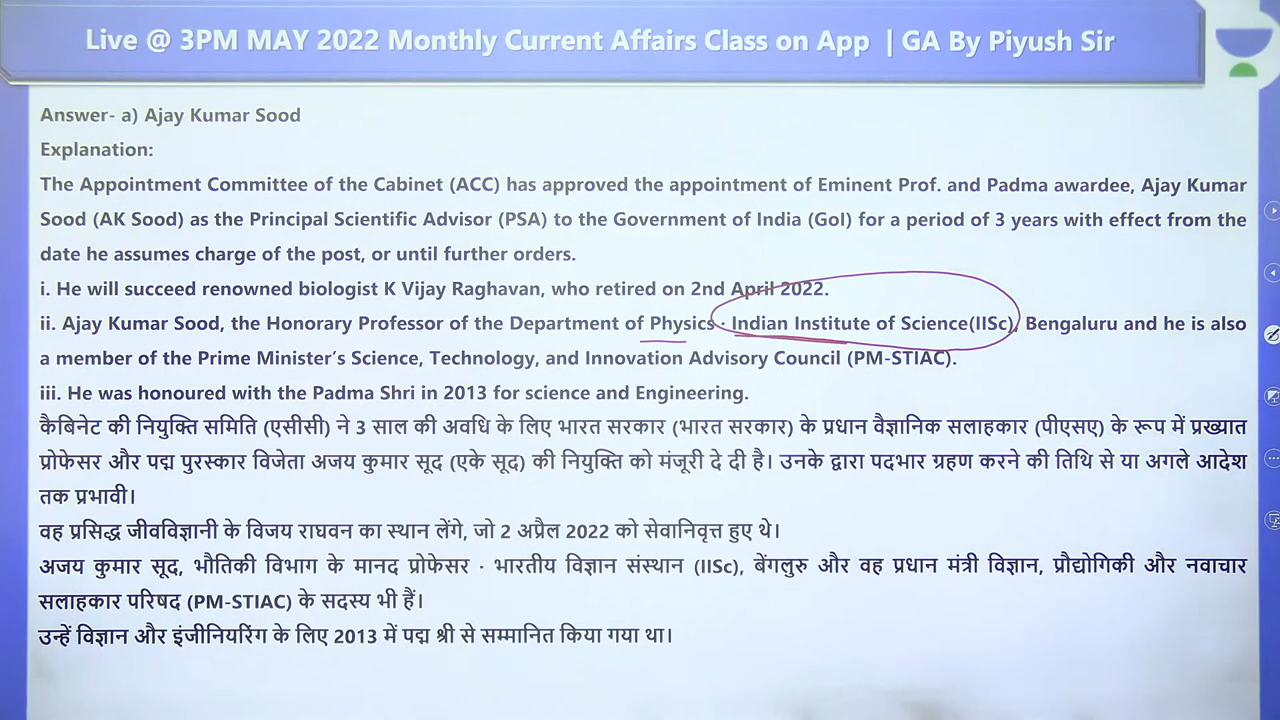 Live @ 3PM MAY 2022 Monthly Current Affairs Class on App | GA By Piyush Sir
Answer- a) Ajay Kumar Sood
Explanation:
The Appointment Committee of the Cabinet (ACC) has approved the appointment of Eminent Prof. and Padma awardee, Ajay Kumar
Sood (AK Sood) as the Principal Scientific Advisor (PSA) to the Government of India (GoI) for a period of 3 years with effect from the
date he assumes charge of the post, or until further orders.
i. He will succeed renowned biologist K Vijay Raghavan, who retired on 2nd April 2022.
ii. Ajay Kumar Sood, the Honorary Professor of the Department of Physics · Indian Institute of Science(IISc), Bengaluru and he is also
a member of the Prime Minister’s Science, Technology, and Innovation Advisory Council (PM-STIAC).
iii. He was honoured with the Padma Shri in 2013 for science and Engineering.
कैबिनेट की नियुक्ति समिति (एसीसी) ने 3 साल की अवधि के लिए भारत सरकार (भारत सरकार) के प्रधान वैज्ञानिक सलाहकार (पीएसए) के रूप में प्रख्यात
प्रोफेसर और पद्म पुरस्कार विजेता अजय कुमार सूद (एके सूद) की नियुक्ति को मंजूरी दे दी है। उनके द्वारा पदभार ग्रहण करने की तिथि से या अगले आदेश
तक प्रभावी।
वह प्रसिद्ध जीवविज्ञानी के विजय राघवन का स्थान लेंगे, जो 2 अप्रैल 2022 को सेवानिवृत्त हुए थे।
अजय कुमार सूद, भौतिकी विभाग के मानद प्रोफेसर · भारतीय विज्ञान संस्थान (IISc), बेंगलुरु और वह प्रधान मंत्री विज्ञान, प्रौद्योगिकी और नवाचार
सलाहकार परिषद (PM-STIAC) के सदस्य भी हैं।
उन्हें विज्ञान और इंजीनियरिंग के लिए 2013 में पद्म श्री से सम्मानित किया गया था।